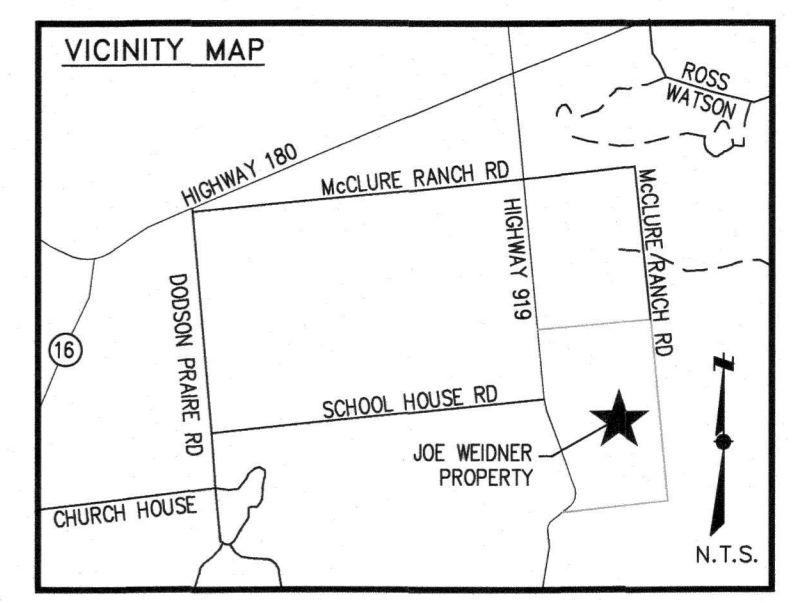 VICINITY MAP
ROSS
WATSON
HIGHWAY 180
McCLURE RANCH RD
McCLURE RANCH RD
HIGHWAY 919
DODSON PRAIRE RD
16
SCHOOL HOUSE RD
JOE WEIDNER
PROPERTY
CHURCH HOUSE
N
N.T.S.